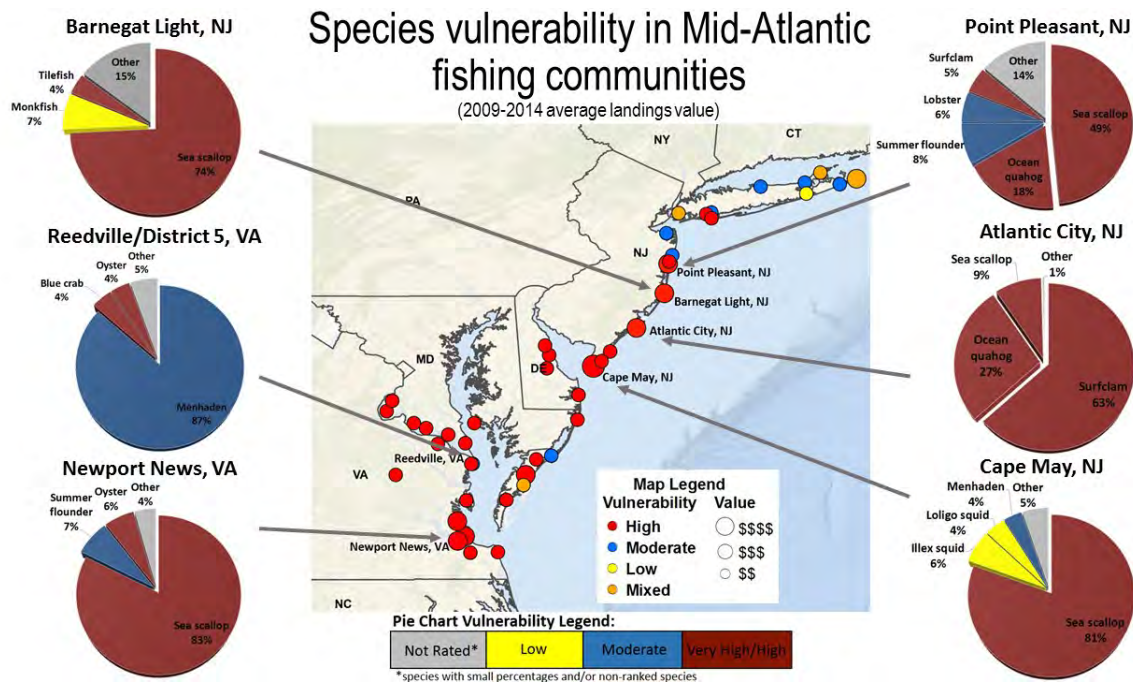 Species vulnerability in Mid-Atlantic
fishing communities
(2009-2014 average landings value)
Barnegat Light, NJ
Other
15%
Tilefish
4%
Monkfish
7%
Sea scallop
74%
Reedville/District 5, VA
Other
5%
Oyster
4%
Blue crab
4%
Menhaden
87%
Newport News, VA
Other
4%
Oyster
6%
Summer
flounder
7%
Sea scallop
83%
NY
CT
PA
NJ
Point Pleasant, NJ
Barnegat Light, NJ
Atlantic City, NJ
MD
DE
Cape May, NJ
Reedville, VA
VA
Newport News, VA
NC
Map Legend
Vulnerability
Value
High
$$$$
Moderate
$$$
Low
$$
Mixed
Pie Chart Vulnerability Legend:
Not Rated*
Low
Moderate
Very High/High
*species with small percentages and/or non-ranked species
Point Pleasant, NJ
Other
14%
Surfclam
5%
Lobster
6%
Summer flounder
8%
Ocean
quahog
18%
Sea scallop
49%
Atlantic City, NJ
Other
1%
Sea scallop
9%
Ocean
quahog
27%
Surfclam
63%
Cape May, NJ
Other
5%
Menhaden
4%
Loligo squid
4%
Illex squid
6%
Sea scallop
81%